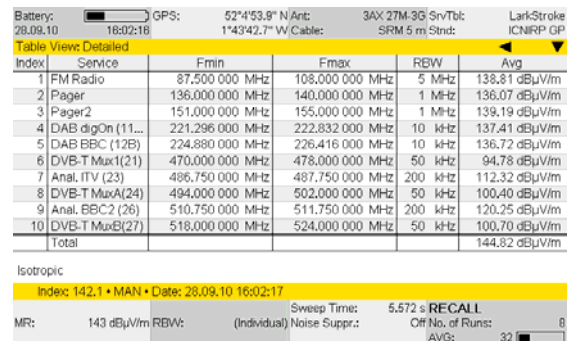 Battery: GPS: 52°4'53.9" N Ant: 3AX 27M-3G SrvTbl: LarkStroke
28.09.10 16:02:16 1°43'42.7" W Cable: SRM 5 m Stnd: ICNIRP GP
Table View: Detailed
Index Service Fmin Fmax RBW Avg
1 FM Radio 87.500 000 MHz 108.000 000 MHz 5 MHz 138.81 dBµV/m
2 Pager 136.000 000 MHz 140.000 000 MHz 1 MHz 136.07 dBµV/m
3 Pager2 151.000 000 MHz 155.000 000 MHz 1 MHz 139.19 dBµV/m
4 DAB digOn (11... 221.296 000 MHz 222.832 000 MHz 10 kHz 137.41 dBµV/m
5 DAB BBC (12B) 224.880 000 MHz 226.416 000 MHz 10 kHz 136.72 dBµV/m
6 DVB-T Mux1(21) 470.000 000 MHz 478.000 000 MHz 50 kHz 94.78 dBµV/m
7 Anal. ITV (23) 486.750 000 MHz 487.750 000 MHz 200 kHz 112.32 dBµV/m
8 DVB-T MuxA(24) 494.000 000 MHz 502.000 000 MHz 50 kHz 100.40 dBµV/m
9 Anal. BBC2 (26) 510.750 000 MHz 511.750 000 MHz 200 kHz 120.25 dBµV/m
10 DVB-T MuxB(27) 518.000 000 MHz 524.000 000 MHz 50 kHz 100.70 dBµV/m
Total 144.82 dBµV/m
Isotropic
Index: 142.1 • MAN • Date: 28.09.10 16:02:17
Sweep Time: 5.572 s RECALL
MR: 143 dBµV/m RBW: (Individual) Noise Suppr.: Off No. of Runs: 8
AVG: 32